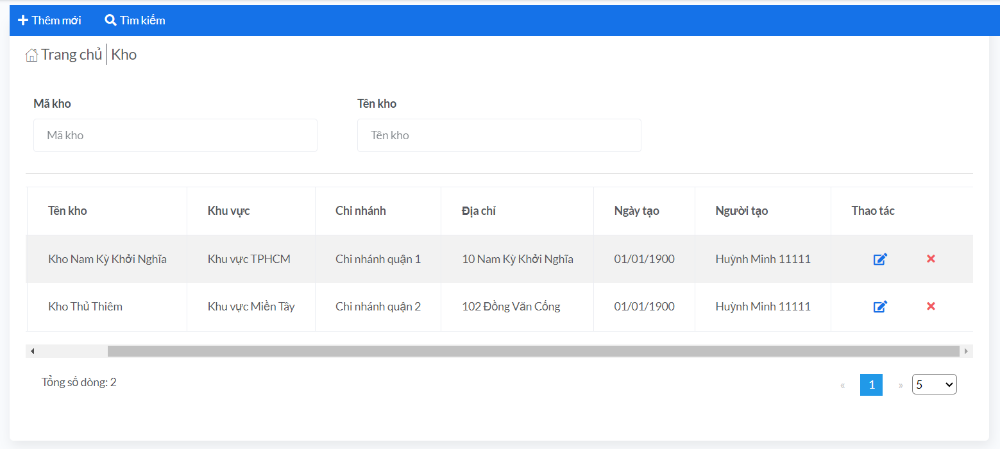 Thêm mới Tìm kiếm
Trang chủ Kho
Mã kho Tên kho
Mã kho Tên kho
Tên kho Khu vực Chi nhánh Địa chỉ Ngày tạo Người tạo Thao tác
Kho Nam Kỳ Khởi Nghĩa Khu vực TPHCM Chi nhánh quận 1 10 Nam Kỳ Khởi Nghĩa 01/01/1900 Huỳnh Minh 11111
Kho Thủ Thiêm Khu vực Miền Tây Chi nhánh quận 2 102 Đồng Văn Cống 01/01/1900 Huỳnh Minh 11111
Tổng số dòng: 2 « 1 » 5